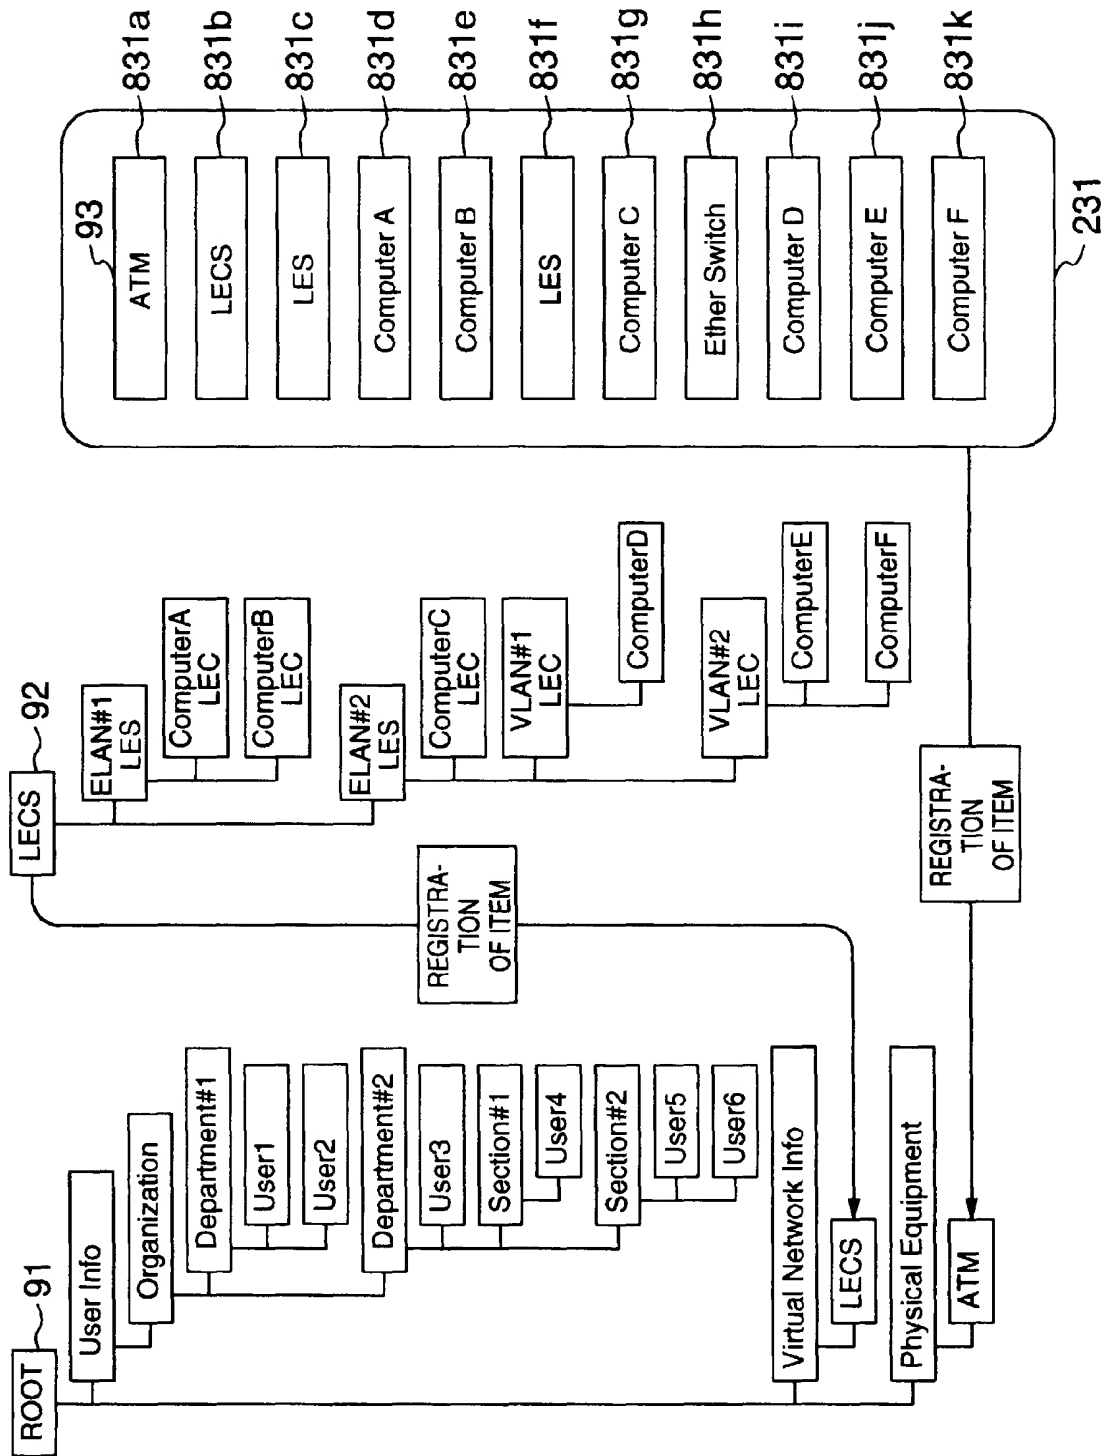 ROOT
91
User Info
Organization
Department#1
User1
User2
Department#2
User3
Section#1
User4
Section#2
User5
User6
Virtual Network Info
LECS
Physical Equipment
ATM
REGISTRA-
TION
OF ITEM
REGISTRA-
TION
OF ITEM
LECS
92
ELAN#1
LES
ComputerA
LEC
ComputerB
LEC
ELAN#2
LES
ComputerC
LEC
VLAN#1
LEC
ComputerD
VLAN#2
LEC
ComputerE
ComputerF
93
ATM
831a
LECS
831b
LES
831c
Computer A
831d
Computer B
831e
LES
831f
Computer C
831g
Ether Switch
831h
Computer D
831i
Computer E
831j
Computer F
831k
231